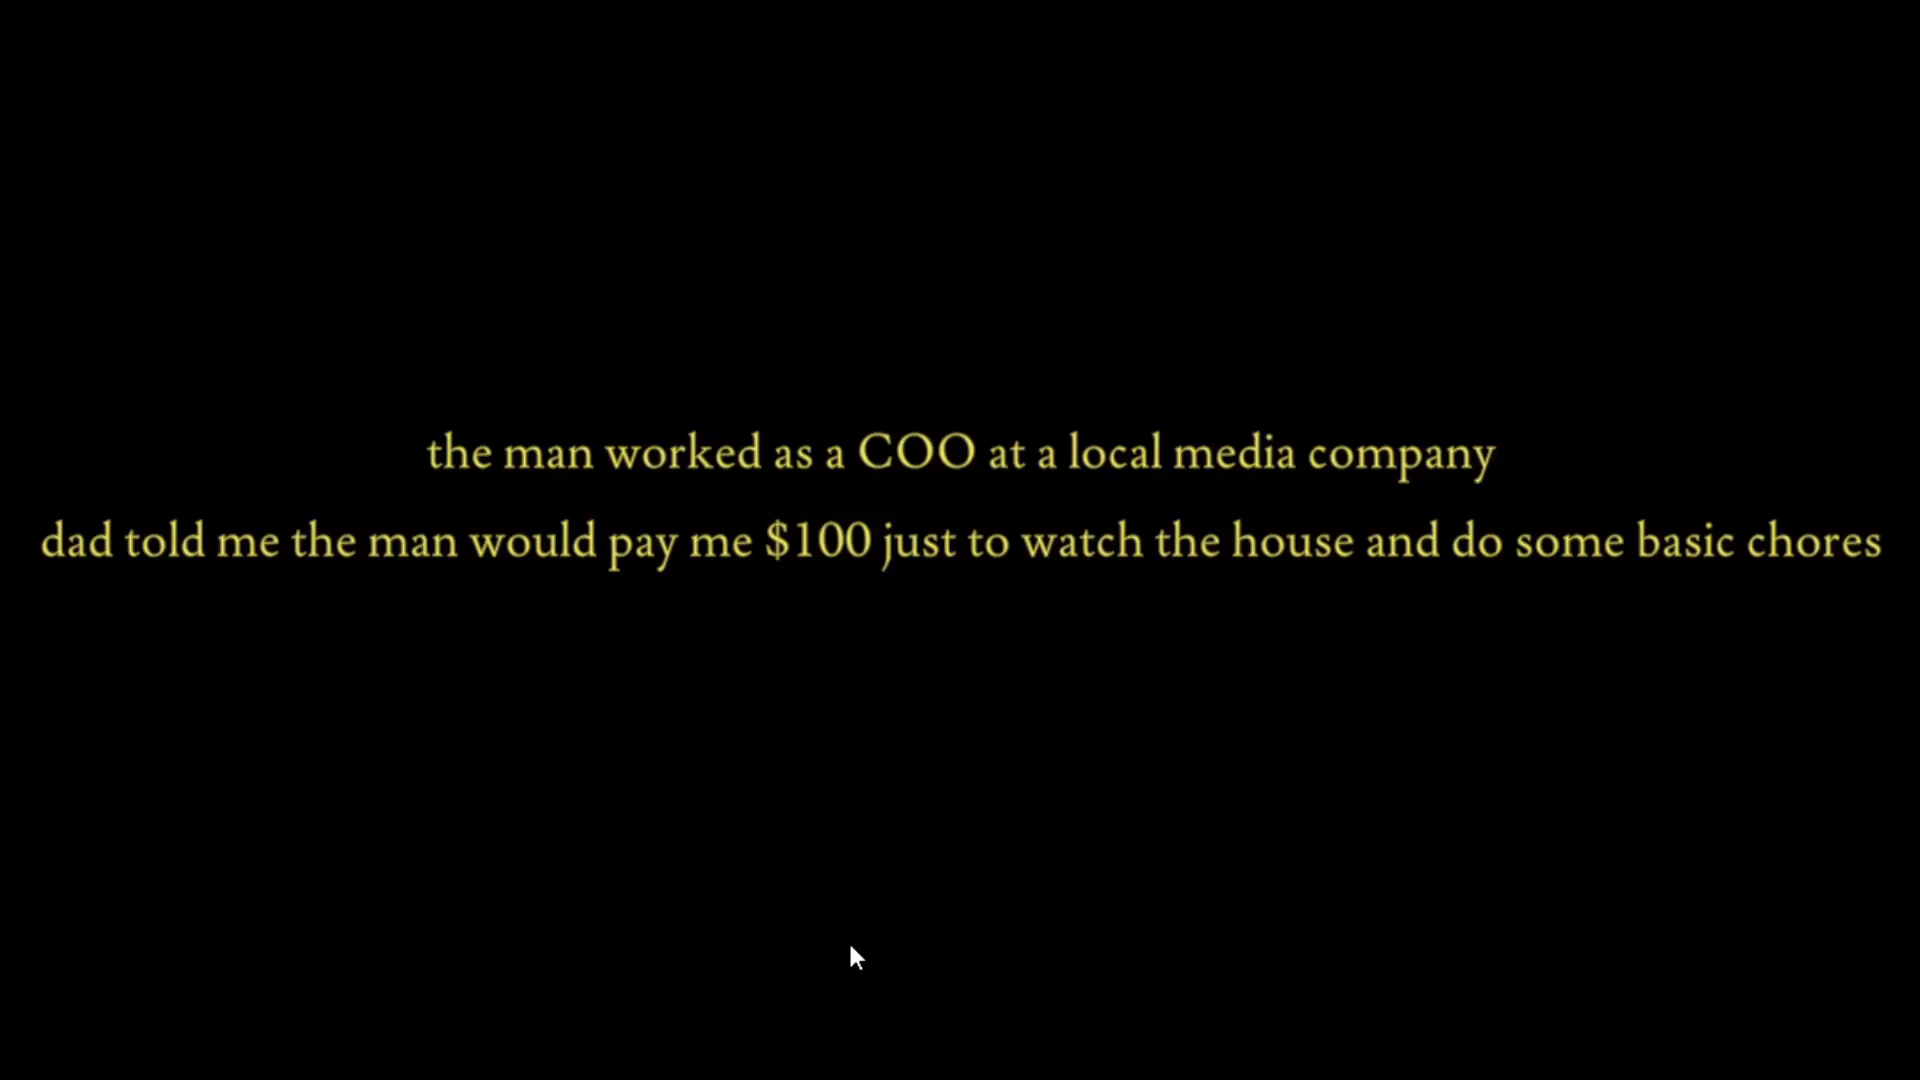 the man worked as a COO at a local media company
dad told me the man would pay me $100 just to watch the house and do some basic chores